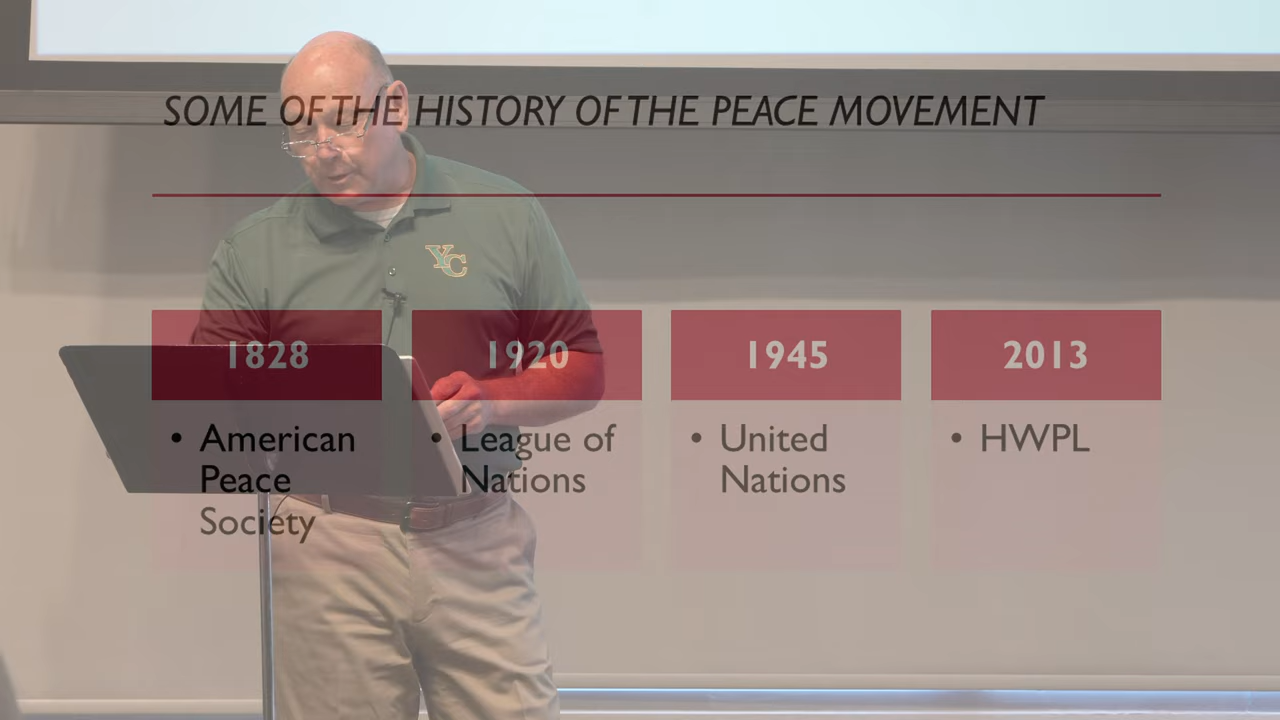 SOME OF THE HISTORY OF THE PEACE MOVEMENT
YC
1828
1920
1945
2013
• American
Peace
Society
• League of
Nations
• United
Nations
• HWPL